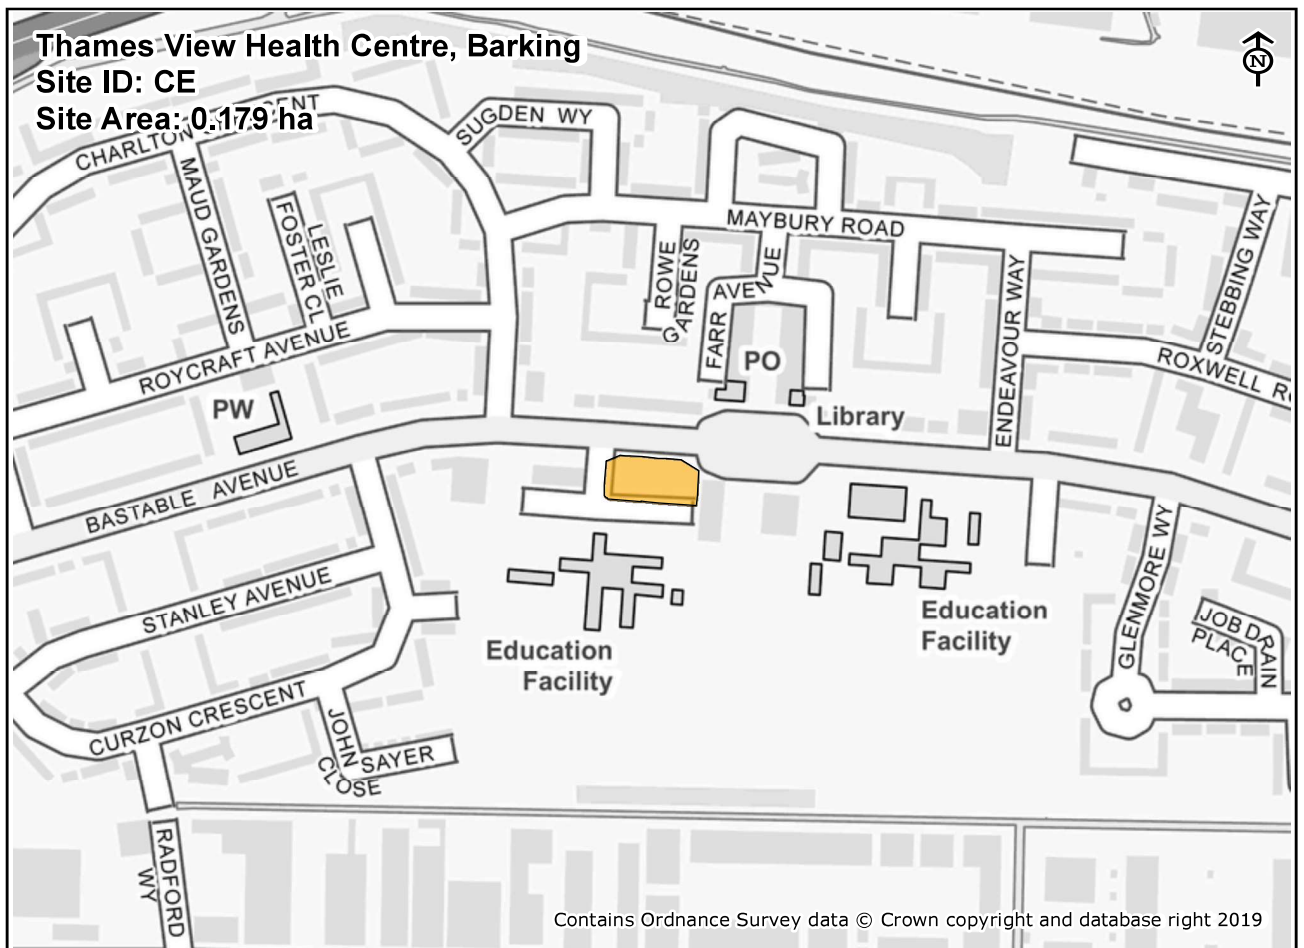 Thames View Health Centre, Barking
Site ID: CE
Site Area: 0.179 ha
N
SUGDEN WY
CHARLTON CRESCENT
MAUD GARDENS
LESLIE
FOSTER CL
MAYBURY ROAD
ROWE
GARDENS
FARR AVENUE
ENDEAVOUR WAY
STEBBING WAY
ROYCRAFT AVENUE
ROXWELL RO
PO
PW
Library
BASTABLE AVENUE
STANLEY AVENUE
GLENMORE WY
JOB DRAIN
PLACE
Education
Facility
Education
Facility
CURZON CRESCENT
JOHN SAYER
CLOSE
RADFORD
WY
Contains Ordnance Survey data © Crown copyright and database right 2019